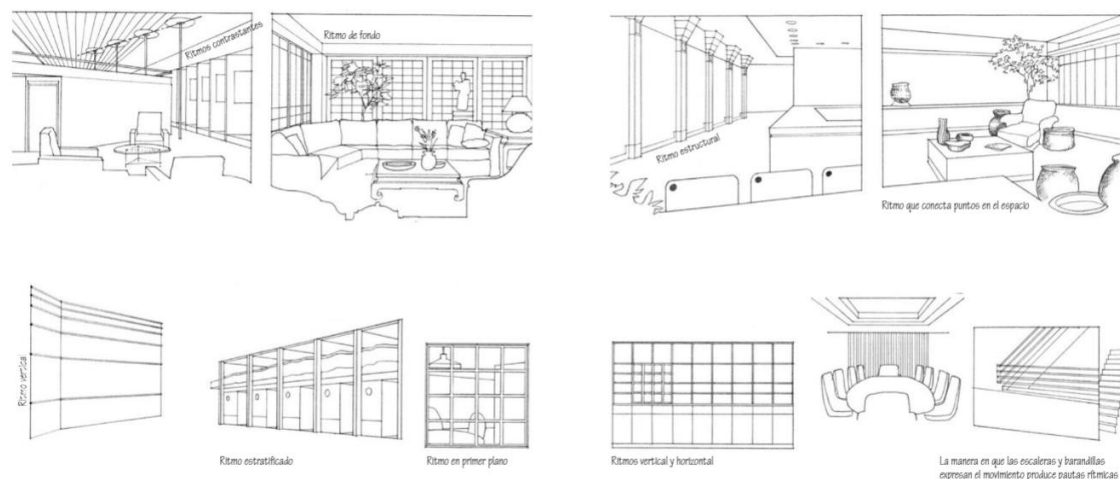 Ritmos contrastantes
Ritmo de fondo
Ritmo estructural
Ritmo que conecta puntos en el espacio
Ritmo vertical
Ritmo estratificado
Ritmo en primer plano
Ritmos vertical y horizontal
La manera en que las escaleras y barandillas
expresan el movimiento produce pautas rítmicas